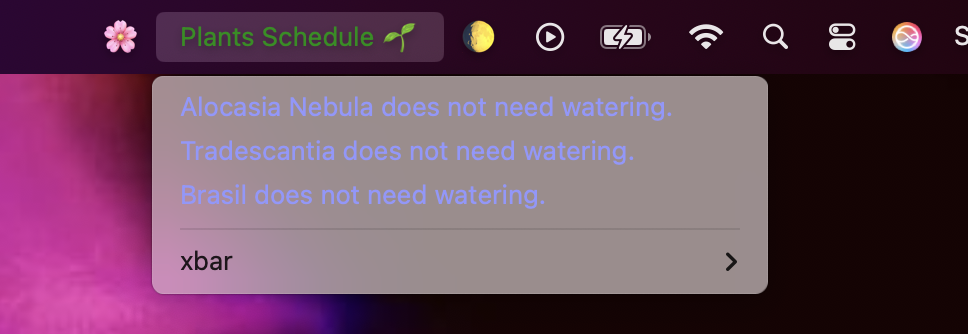 Plants Schedule 🌱
S
Alocasia Nebula does not need watering.
Tradescantia does not need watering.
Brasil does not need watering.
xbar